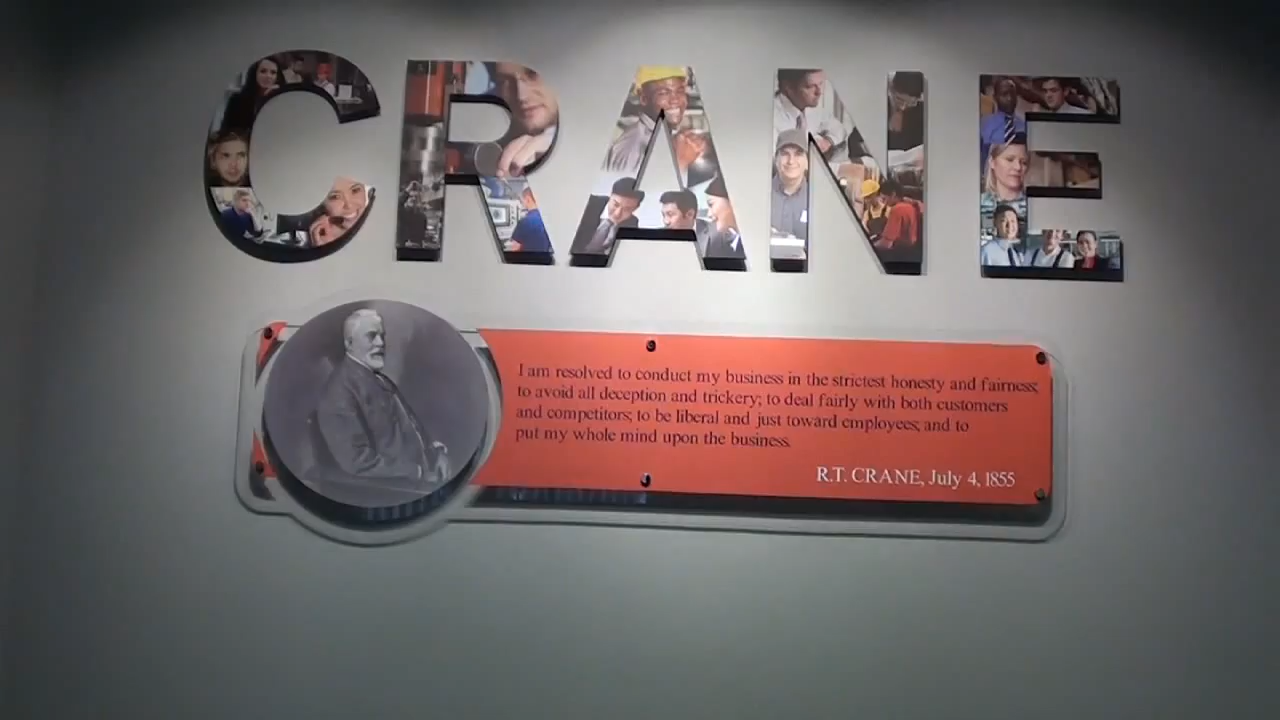 CRANE
I am resolved to conduct my business in the strictest honesty and fairness;
to avoid all deception and trickery; to deal fairly with both customers
and competitors; to be liberal and just toward employees; and to
put my whole mind upon the business.
R.T. CRANE, July 4, 1855